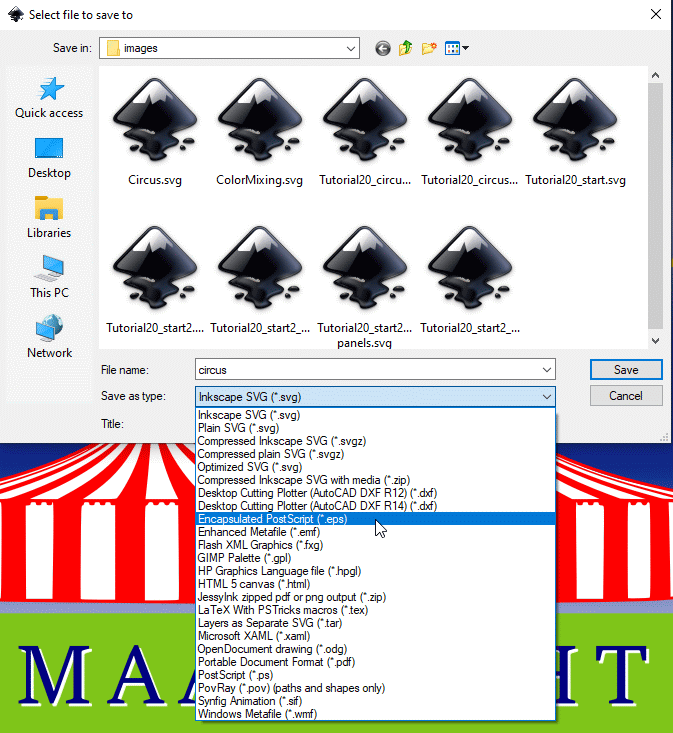 Select file to save to
Save in:
images
Quick access
Desktop
Libraries
This PC
Network
Circus.svg
ColorMixing.svg
Tutorial20_circu...
Tutorial20_circus...
Tutorial20_start.svg
Tutorial20_start2....
Tutorial20_start2_...
Tutorial20_start2...
panels.svg
Tutorial20_start2_...
File name:
circus
Save
Save as type:
Inkscape SVG (*.svg)
Cancel
Title:
Inkscape SVG (*.svg)
Plain SVG (*.svg)
Compressed Inkscape SVG (*.svgz)
Compressed plain SVG (*.svgz)
Optimized SVG (*.svg)
Compressed Inkscape SVG with media (*.zip)
Desktop Cutting Plotter (AutoCAD DXF R12) (*.dxf)
Desktop Cutting Plotter (AutoCAD DXF R14) (*.dxf)
Encapsulated PostScript (*.eps)
Enhanced Metafile (*.emf)
Flash XML Graphics (*.fxg)
GIMP Palette (*.gpl)
HP Graphics Language file (*.hpgl)
HTML 5 canvas (*.html)
JessyInk zipped pdf or png output (*.zip)
LaTeX With PSTricks macros (*.tex)
Layers as Separate SVG (*.tar)
Microsoft XAML (*.xaml)
OpenDocument drawing (*.odg)
Portable Document Format (*.pdf)
PostScript (*.ps)
PovRay (*.pov) (paths and shapes only)
Synfig Animation (*.sif)
Windows Metafile (*.wmf)